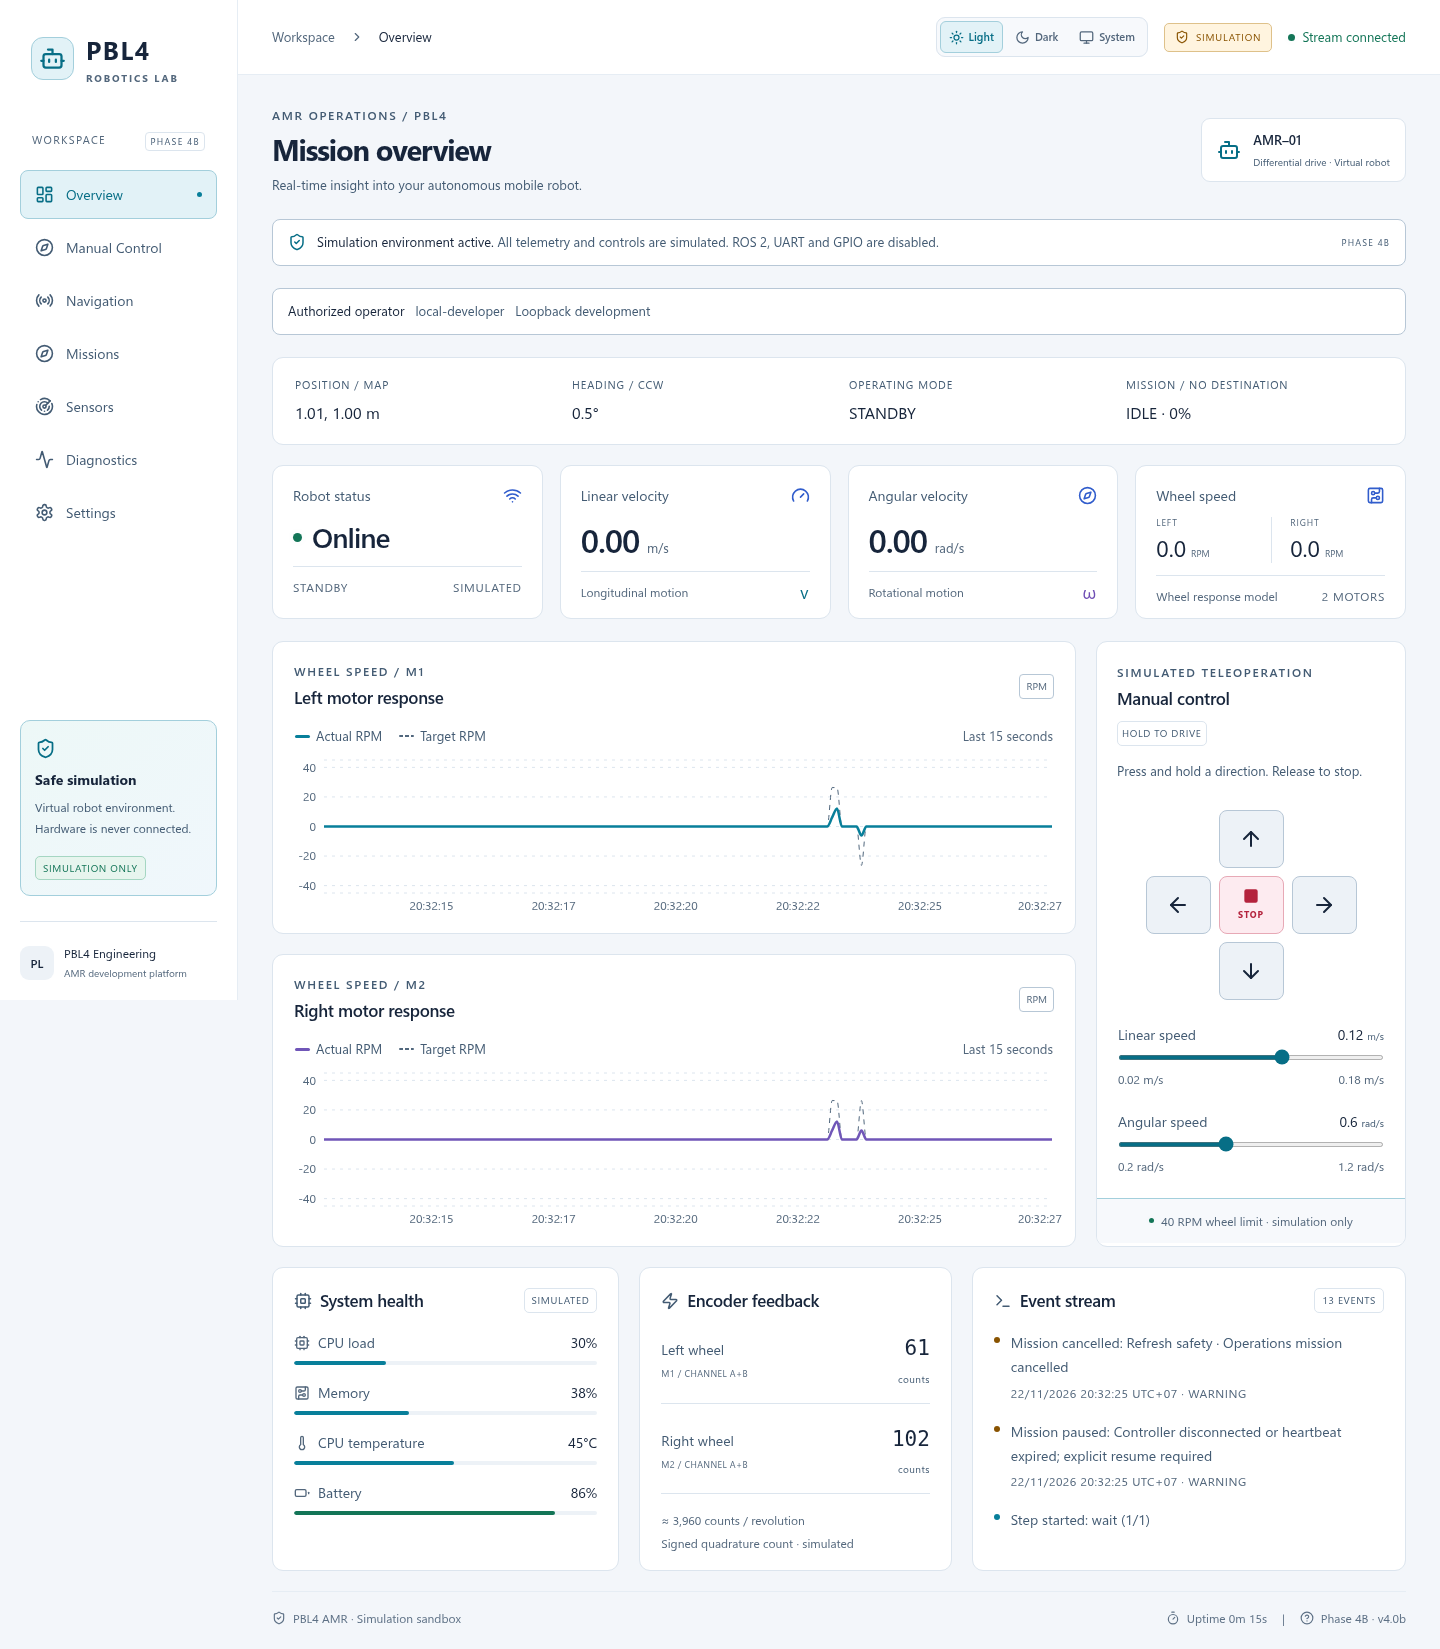 PBL4
ROBOTICS LAB
WORKSPACE
PHASE 4B
Overview
Manual Control
Navigation
Missions
Sensors
Diagnostics
Settings
Safe simulation
Virtual robot environment.
Hardware is never connected.
SIMULATION ONLY
PL
PBL4 Engineering
AMR development platform
Workspace > Overview
Light
Dark
System
SIMULATION
Stream connected
AMR OPERATIONS / PBL4
Mission overview
Real-time insight into your autonomous mobile robot.
AMR–01
Differential drive · Virtual robot
Simulation environment active. All telemetry and controls are simulated. ROS 2, UART and GPIO are disabled.
PHASE 4B
Authorized operator local-developer Loopback development
POSITION / MAP
1.01, 1.00 m
HEADING / CCW
0.5°
OPERATING MODE
STANDBY
MISSION / NO DESTINATION
IDLE · 0%
Robot status
Online
STANDBY
SIMULATED
Linear velocity
0.00 m/s
Longitudinal motion
v
Angular velocity
0.00 rad/s
Rotational motion
ω
Wheel speed
LEFT
0.0 RPM
RIGHT
0.0 RPM
Wheel response model
2 MOTORS
WHEEL SPEED / M1
Left motor response
RPM
Actual RPM
Target RPM
Last 15 seconds
40
20
0
-20
-40
20:32:15
20:32:17
20:32:20
20:32:22
20:32:25
20:32:27
WHEEL SPEED / M2
Right motor response
RPM
Actual RPM
Target RPM
Last 15 seconds
40
20
0
-20
-40
20:32:15
20:32:17
20:32:20
20:32:22
20:32:25
20:32:27
SIMULATED TELEOPERATION
Manual control
HOLD TO DRIVE
Press and hold a direction. Release to stop.
STOP
Linear speed
0.12 m/s
0.02 m/s
0.18 m/s
Angular speed
0.6 rad/s
0.2 rad/s
1.2 rad/s
40 RPM wheel limit · simulation only
System health
SIMULATED
CPU load
30%
Memory
38%
CPU temperature
45°C
Battery
86%
Encoder feedback
Left wheel
M1 / CHANNEL A+B
61
counts
Right wheel
M2 / CHANNEL A+B
102
counts
≈ 3,960 counts / revolution
Signed quadrature count · simulated
Event stream
13 EVENTS
Mission cancelled: Refresh safety · Operations mission
cancelled
22/11/2026 20:32:25 UTC+07 · WARNING
Mission paused: Controller disconnected or heartbeat
expired; explicit resume required
22/11/2026 20:32:25 UTC+07 · WARNING
Step started: wait (1/1)
PBL4 AMR · Simulation sandbox
Uptime 0m 15s
|
Phase 4B · v4.0b